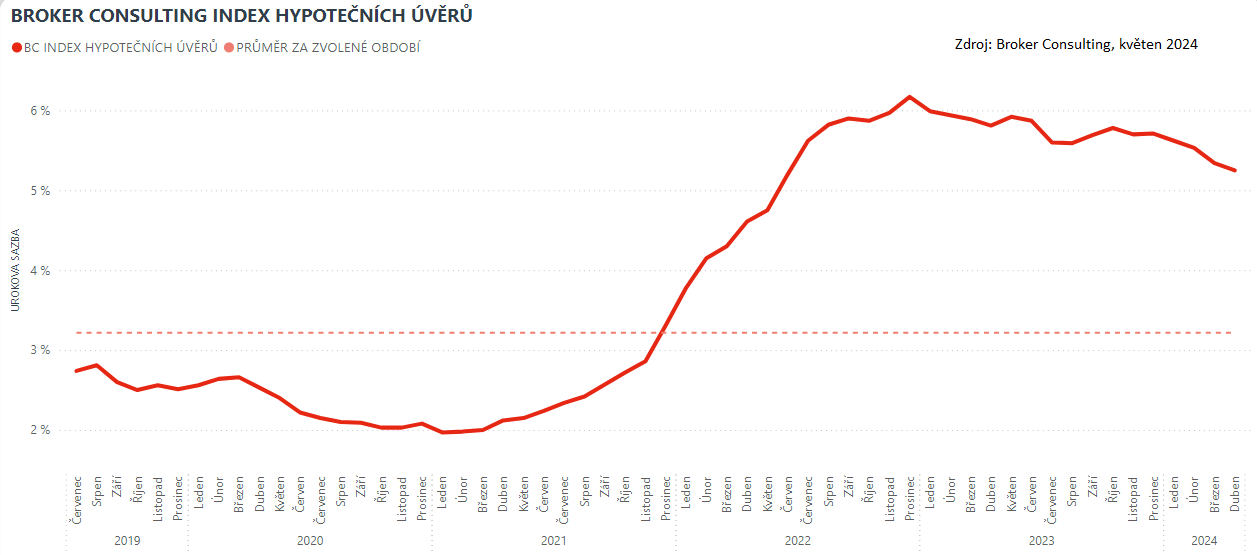 BROKER CONSULTING INDEX HYPOTEČNÍCH ÚVĚRŮ
BC INDEX HYPOTEČNÍCH ÚVĚRŮ PRŮMĚR ZA ZVOLENÉ OBDOBÍ
Zdroj: Broker Consulting, květen 2024
UROKOVA SAZBA
6 %
5 %
4 %
3 %
2 %
Červenec Srpen Září Říjen Listopad Prosinec Leden Únor Březen Duben Květen Červen Červenec Srpen Září Říjen Listopad Prosinec Leden Únor Březen Duben Květen Červen Červenec Srpen Září Říjen Listopad Prosinec Leden Únor Březen Duben Květen Červen Červenec Srpen Září Říjen Listopad Prosinec Leden Únor Březen Duben Květen Červen Červenec Srpen Září Říjen Listopad Prosinec Leden Únor Březen Duben
2019 2020 2021 2022 2023 2024